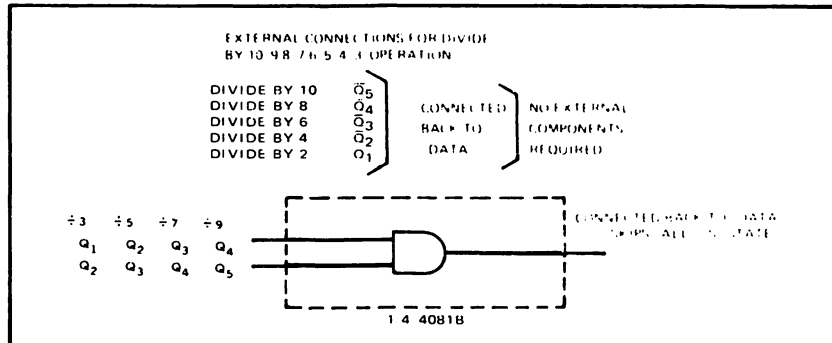 EXTERNAL CONNECTIONS FOR DIVIDE
BY 10 9 8 7 6 5 4 3 OPERATION
DIVIDE BY 10 Q̅5
DIVIDE BY 8 Q̅4
DIVIDE BY 6 Q̅3
DIVIDE BY 4 Q̅2
DIVIDE BY 2 Q̅1
CONNECTED
BACK TO
DATA
NO EXTERNAL
COMPONENTS
REQUIRED
÷3 ÷5 ÷7 ÷9
Q1 Q2 Q3 Q4
Q2 Q3 Q4 Q5
CONNECTED BACK TO DATA
SKIPS ALL STATE
1 4 4081B